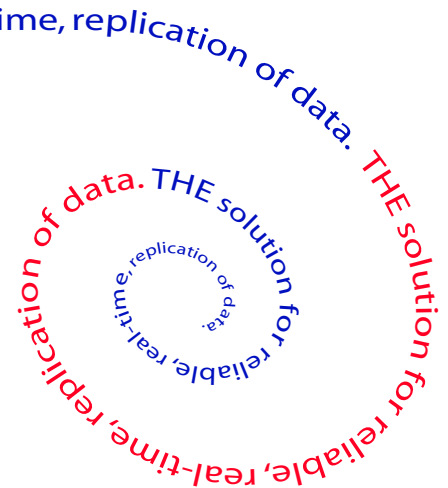 ime, replication of data.
THE solution for reliable, real-time, replication of data.
THE solution for reliable, real-time, replication of data.